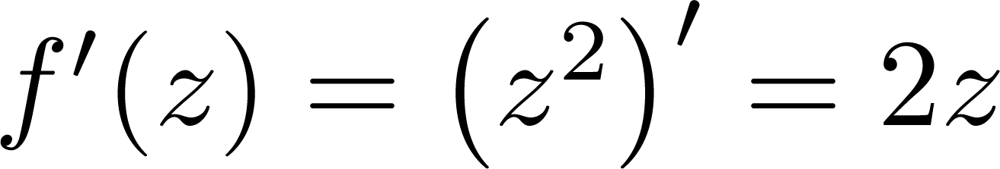 f′(z) = (z²)′ = 2z